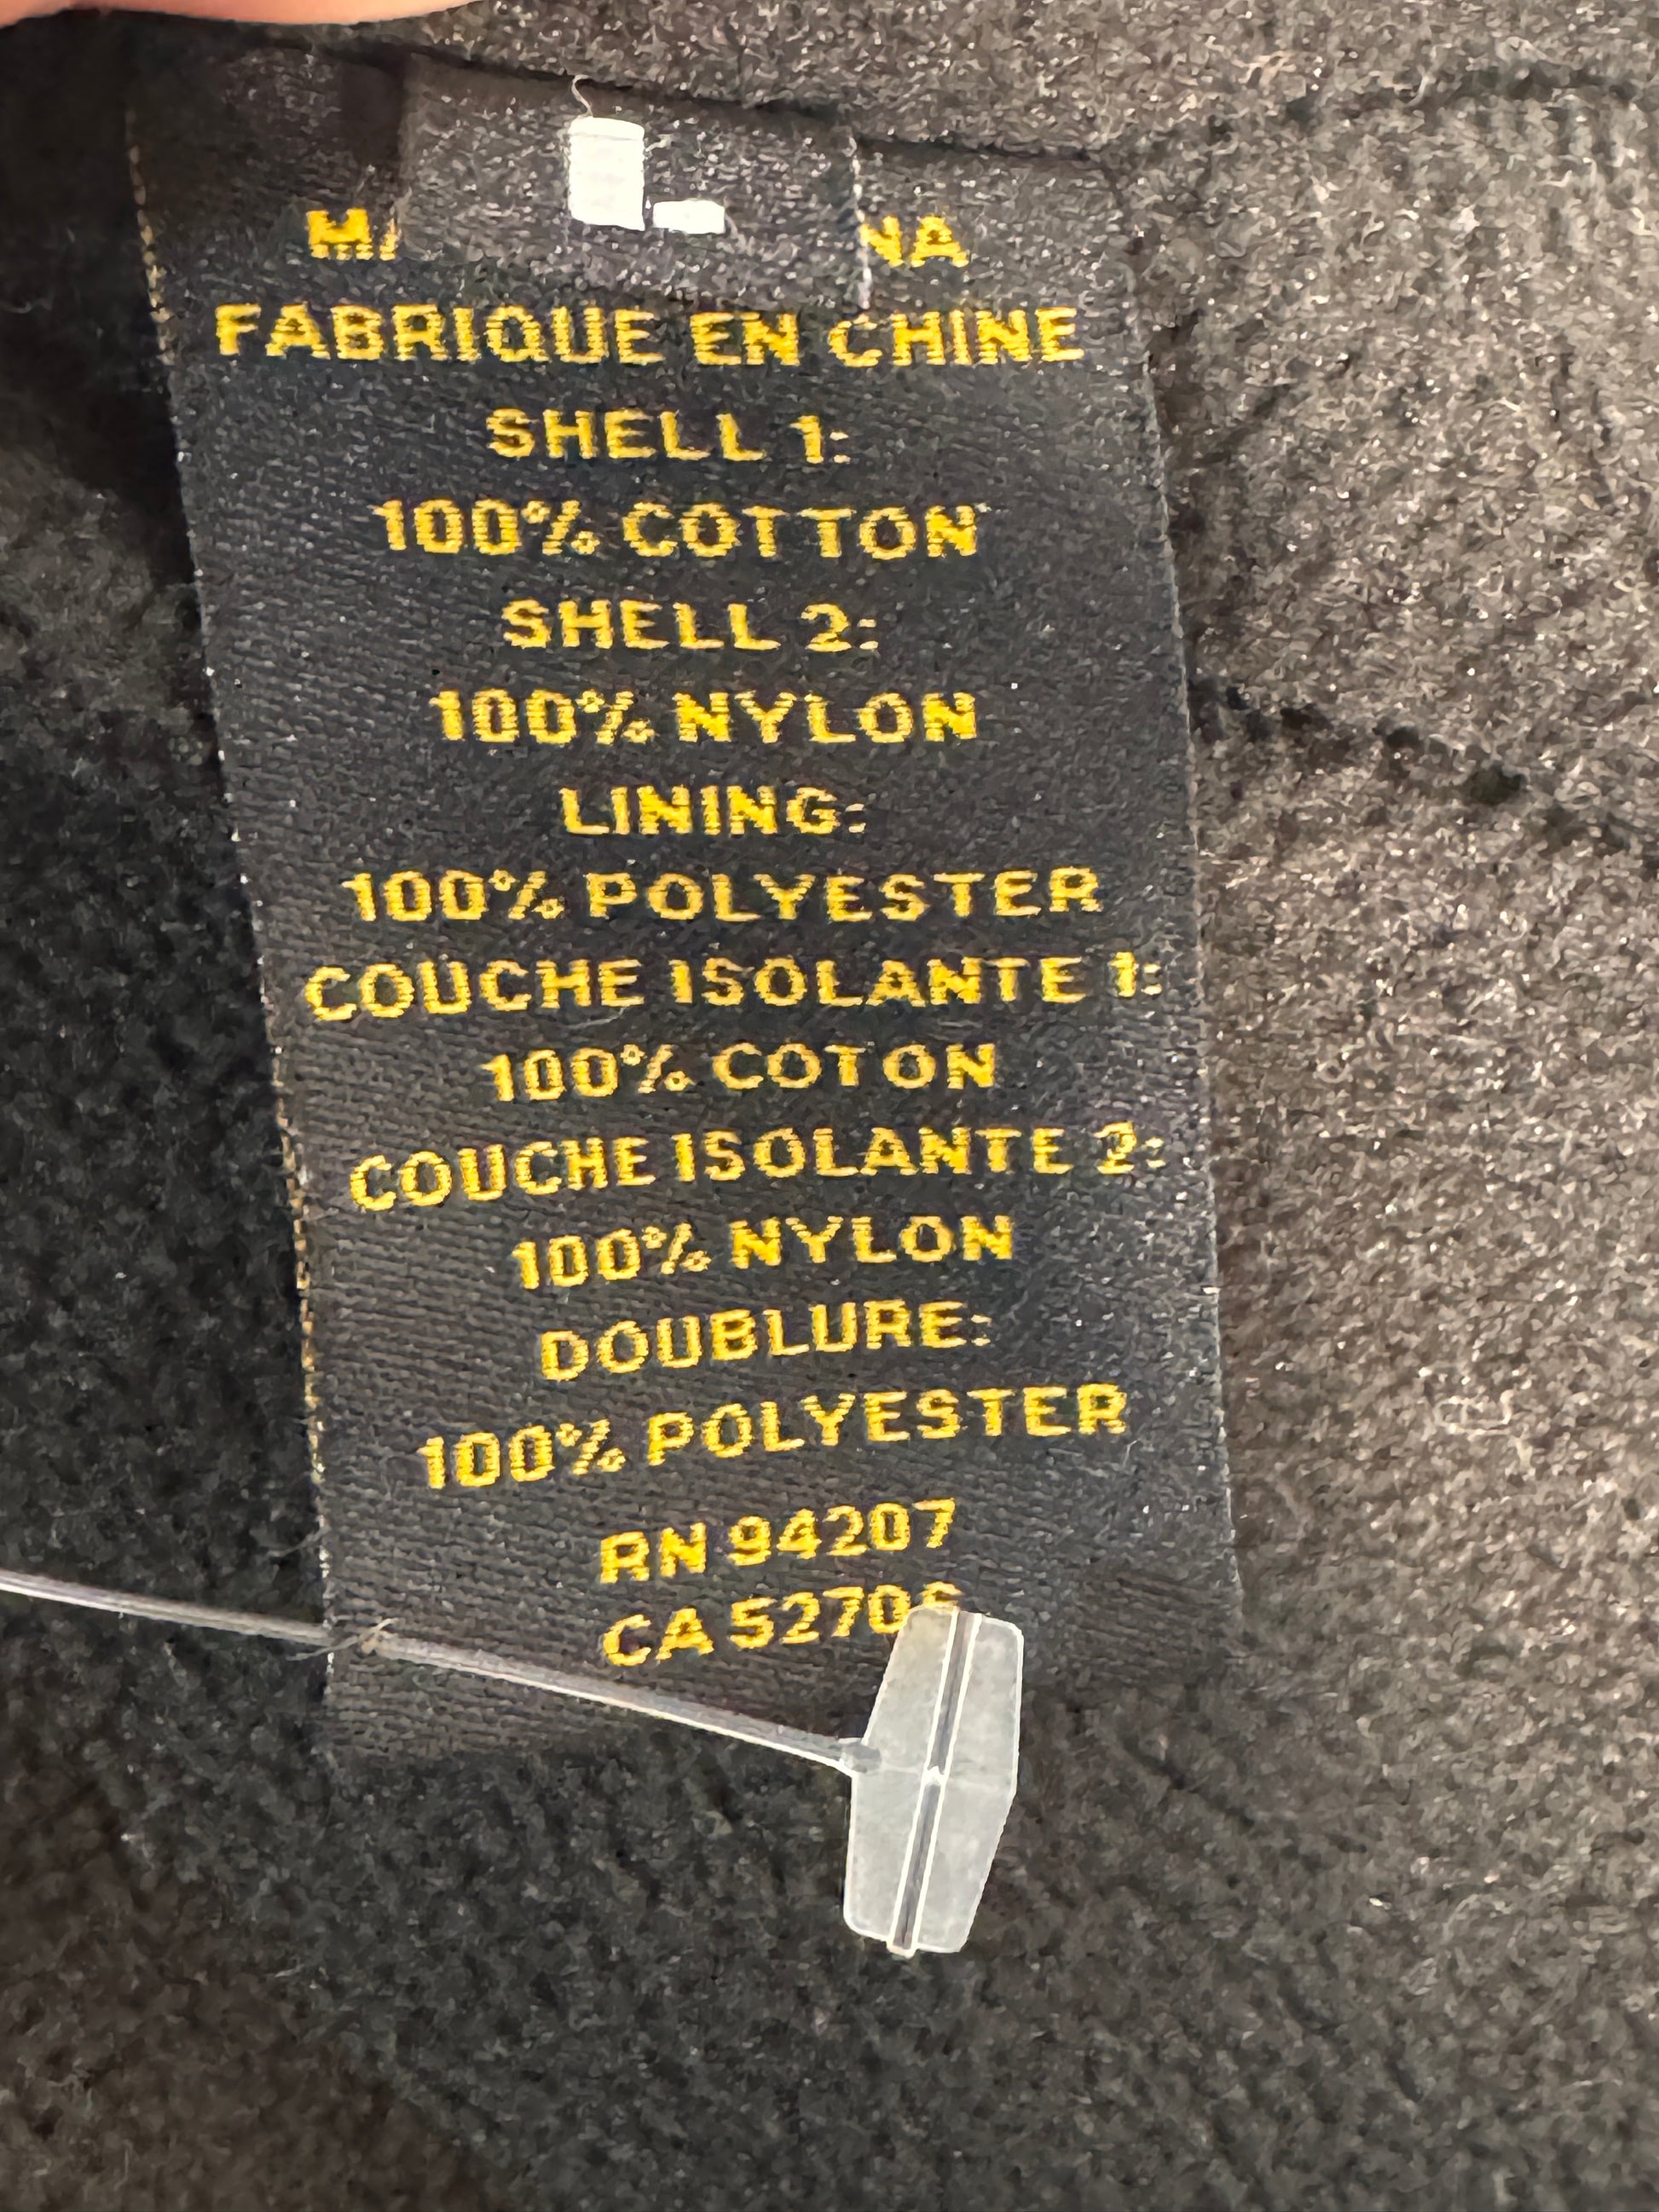 FABRIQUE EN CHINE
SHELL 1:
100% COTTON
SHELL 2:
100% NYLON
LINING:
100% POLYESTER
COUCHE ISOLANTE 1:
100% COTON
COUCHE ISOLANTE 2:
100% NYLON
DOUBLURE:
100% POLYESTER
RN 94207
CA